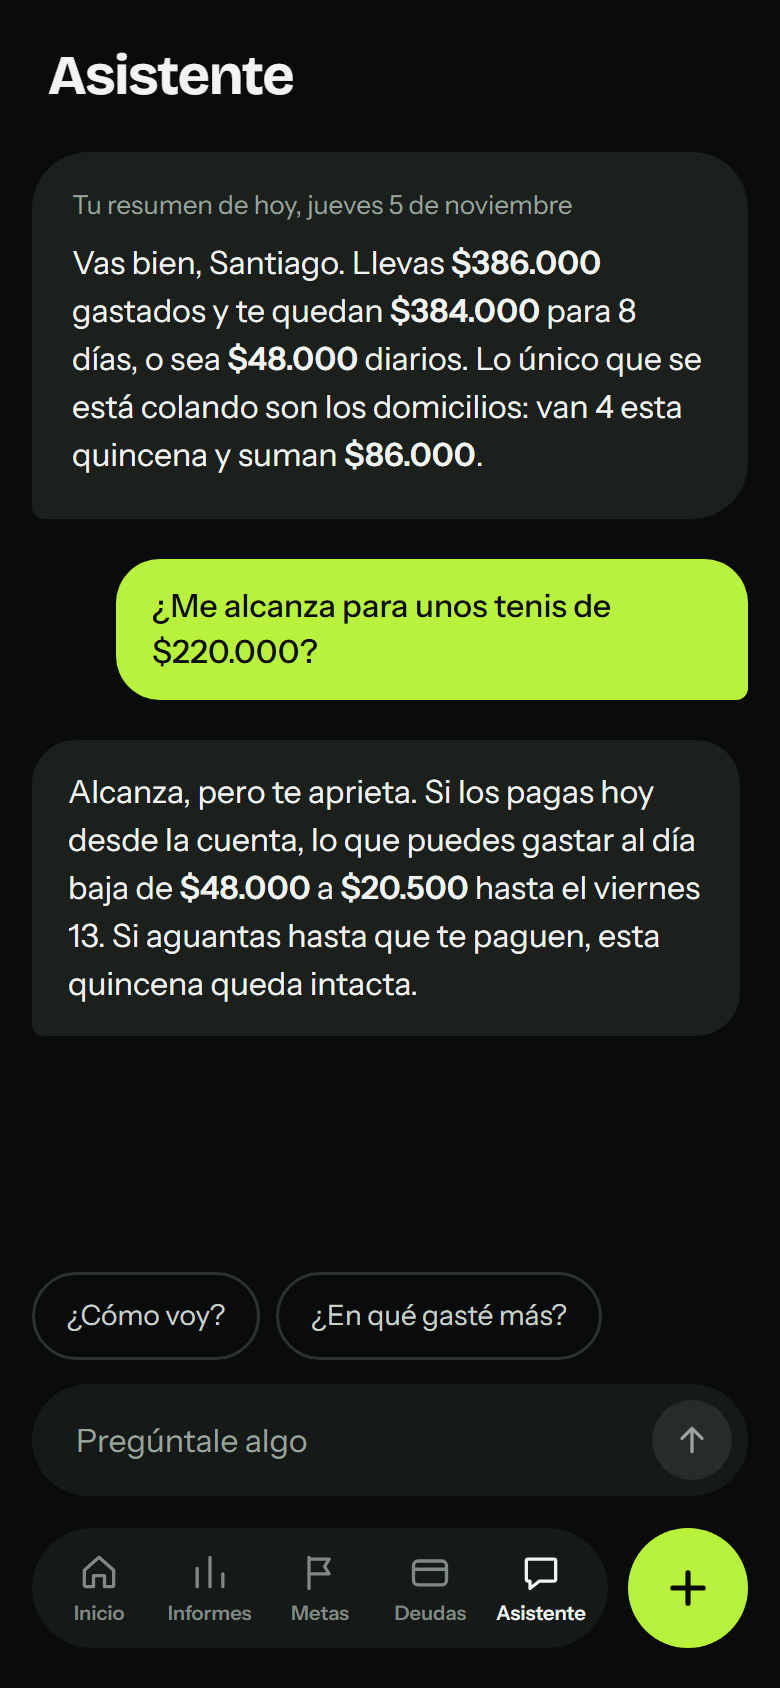 Asistente
Tu resumen de hoy, jueves 5 de noviembre
Vas bien, Santiago. Llevas $386.000
gastados y te quedan $384.000 para 8
días, o sea $48.000 diarios. Lo único que se
está colando son los domicilios: van 4 esta
quincena y suman $86.000.
¿Me alcanza para unos tenis de
$220.000?
Alcanza, pero te aprieta. Si los pagas hoy
desde la cuenta, lo que puedes gastar al día
baja de $48.000 a $20.500 hasta el viernes
13. Si aguantas hasta que te paguen, esta
quincena queda intacta.
¿Cómo voy?
¿En qué gasté más?
Pregúntale algo
Inicio
Informes
Metas
Deudas
Asistente